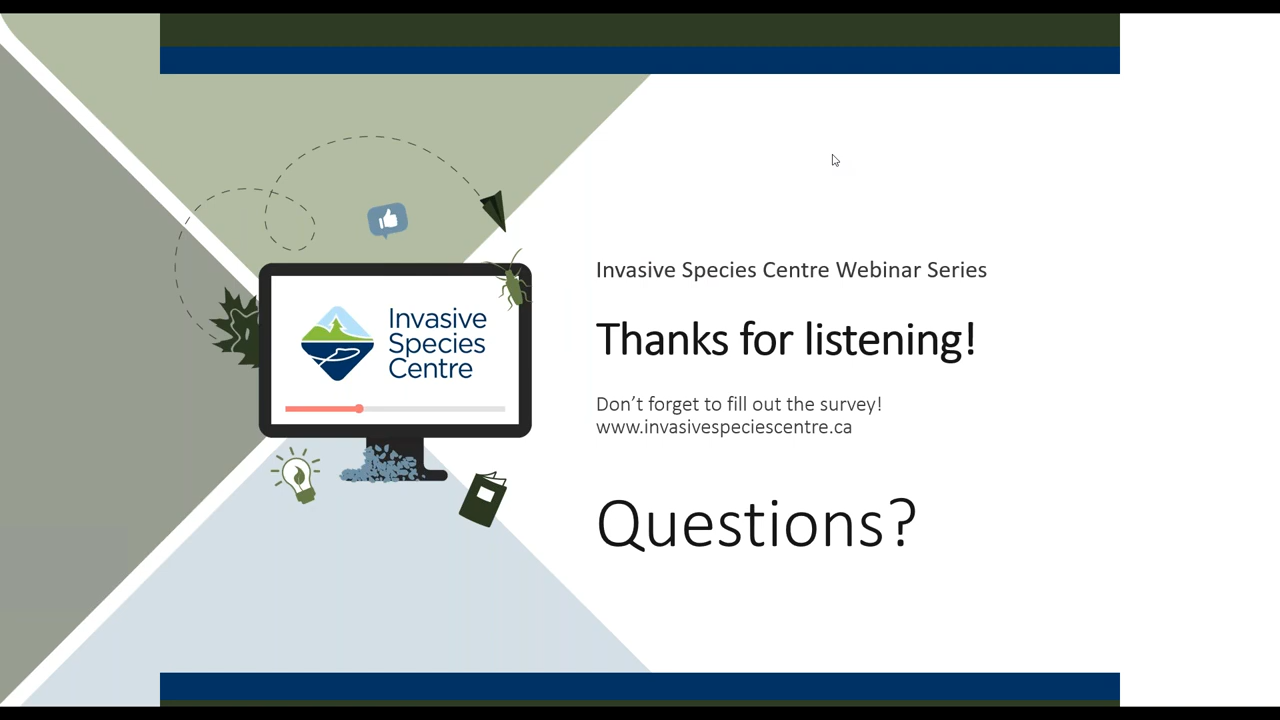 Invasive
Species
Centre
Invasive Species Centre Webinar Series
Thanks for listening!
Don’t forget to fill out the survey!
www.invasivespeciescentre.ca
Questions?